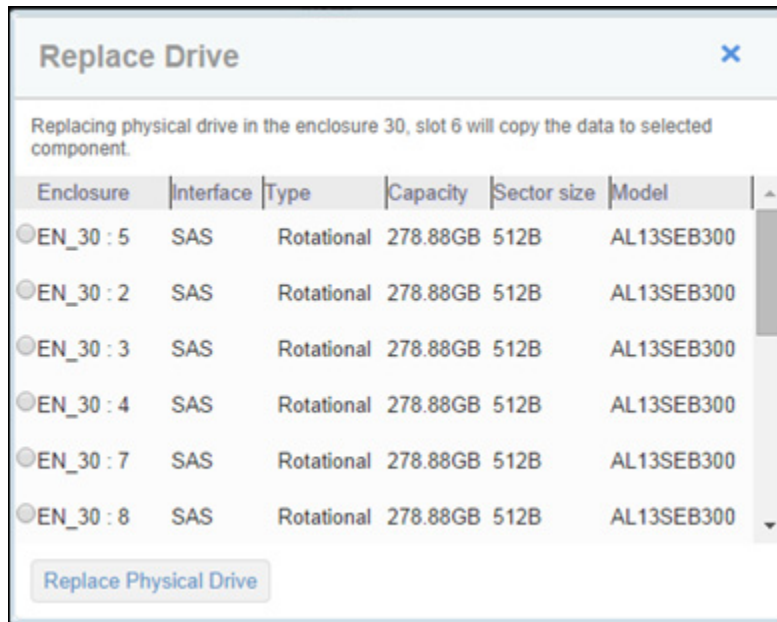 Replace Drive
Replacing physical drive in the enclosure 30, slot 6 will copy the data to selected
component.
Enclosure Interface Type Capacity Sector size Model
EN_30 : 5 SAS Rotational 278.88GB 512B AL13SEB300
EN_30 : 2 SAS Rotational 278.88GB 512B AL13SEB300
EN_30 : 3 SAS Rotational 278.88GB 512B AL13SEB300
EN_30 : 4 SAS Rotational 278.88GB 512B AL13SEB300
EN_30 : 7 SAS Rotational 278.88GB 512B AL13SEB300
EN_30 : 8 SAS Rotational 278.88GB 512B AL13SEB300
Replace Physical Drive